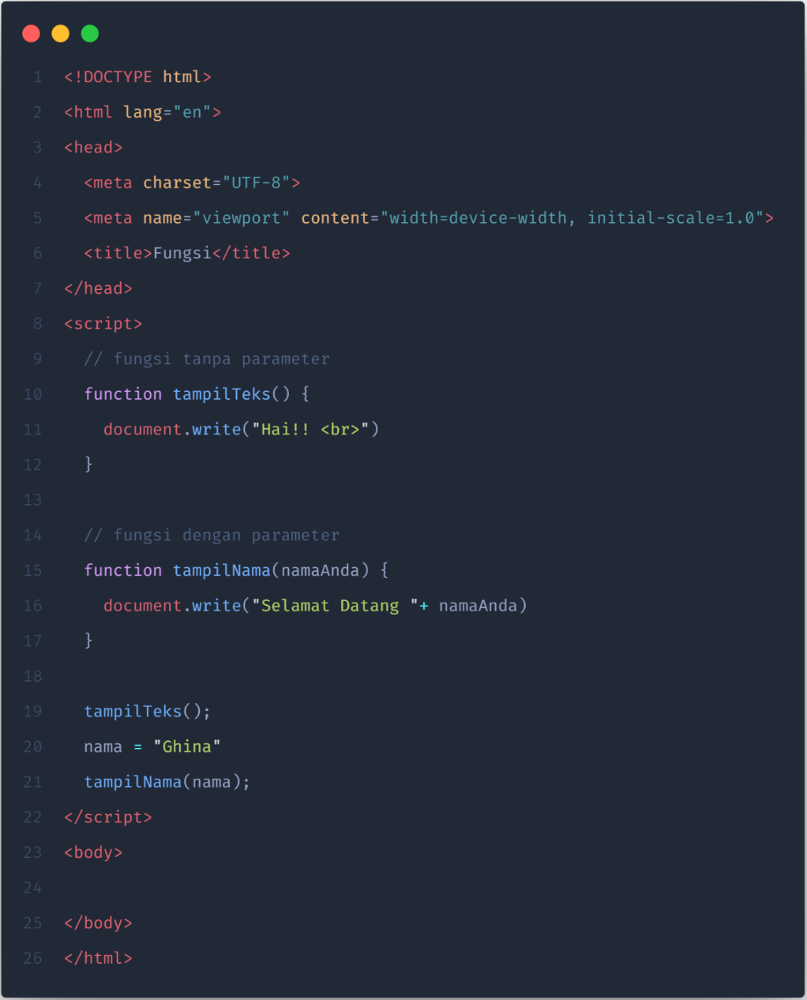 1 <!DOCTYPE html>
2 <html lang="en">
3 <head>
4 <meta charset="UTF-8">
5 <meta name="viewport" content="width=device-width, initial-scale=1.0">
6 <title>Fungsi</title>
7 </head>
8 <script>
9 // fungsi tanpa parameter
10 function tampilTeks() {
11 document.write("Hai!! <br>")
12 }
13
14 // fungsi dengan parameter
15 function tampilNama(namaAnda) {
16 document.write("Selamat Datang "+ namaAnda)
17 }
18
19 tampilTeks();
20 nama = "Ghina"
21 tampilNama(nama);
22 </script>
23 <body>
24
25 </body>
26 </html>